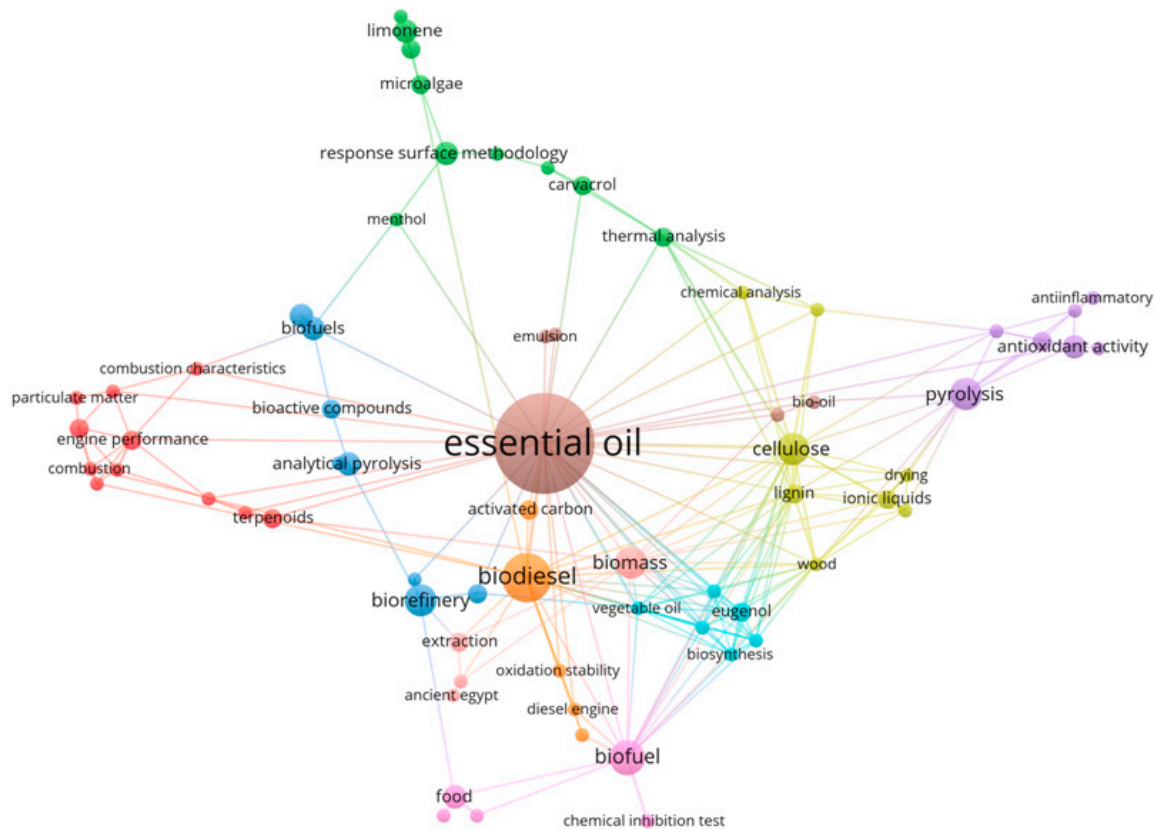 limonene
microalgae
response surface methodology
carvacrol
menthol
thermal analysis
chemical analysis
antiinflammatory
biofuels
emulsion
antioxidant activity
combustion characteristics
particulate matter
pyrolysis
bio-oil
bioactive compounds
engine performance
essential oil
cellulose
combustion
analytical pyrolysis
drying
lignin
ionic liquids
activated carbon
terpenoids
biomass
wood
biodiesel
biorefinery
vegetable oil
eugenol
extraction
biosynthesis
oxidation stability
ancient egypt
diesel engine
biofuel
food
chemical inhibition test